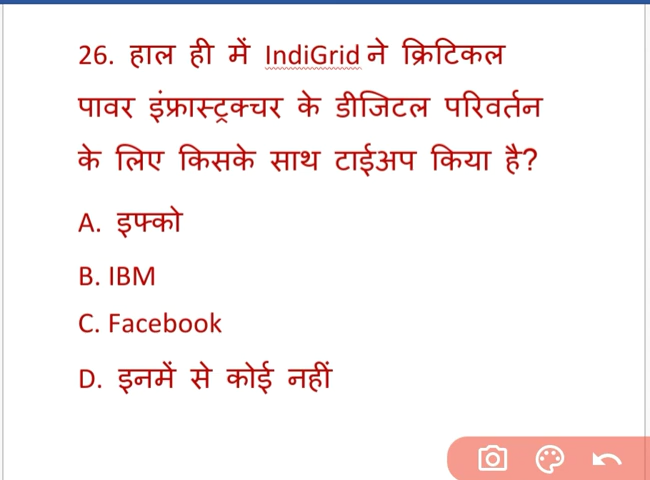 26. हाल ही में IndiGrid ने क्रिटिकल
पावर इंफ्रास्ट्रक्चर के डीजिटल परिवर्तन
के लिए किसके साथ टाईअप किया है?
A. इफ्को
B. IBM
C. Facebook
D. इनमें से कोई नहीं